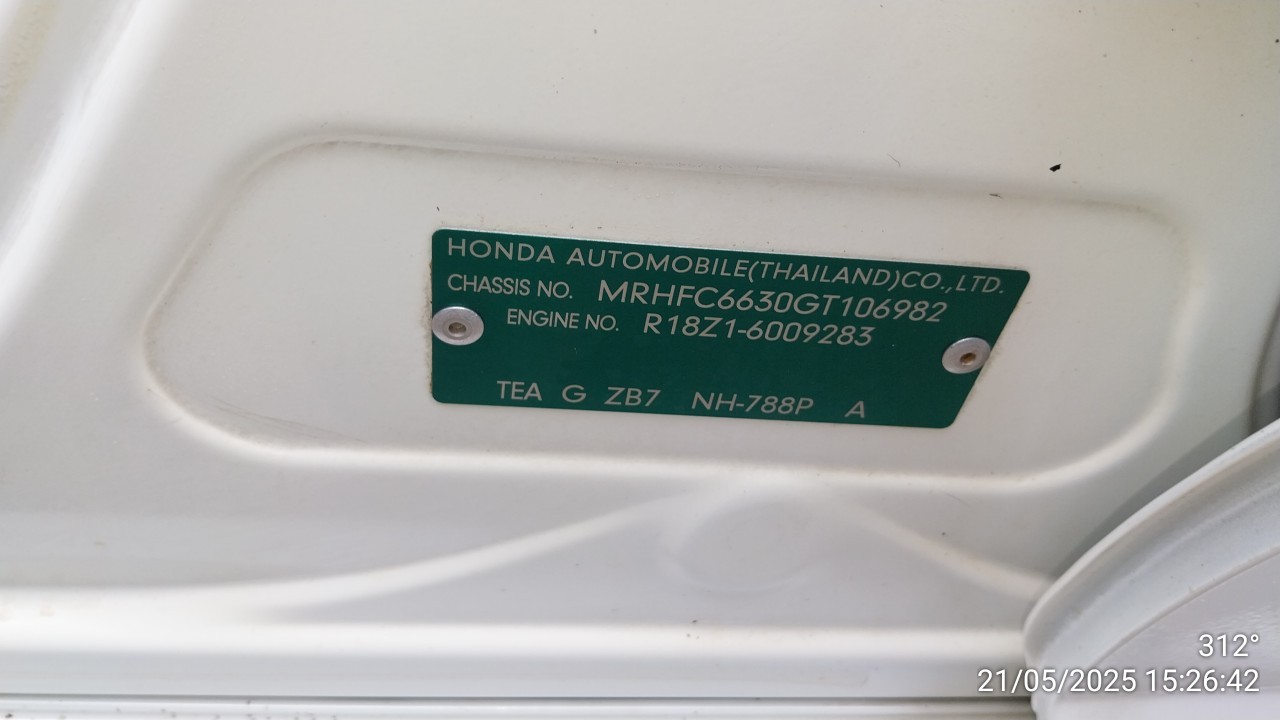 HONDA AUTOMOBILE(THAILAND)CO.,LTD.
CHASSIS NO. MRHFC6630GT106982
ENGINE NO. R18Z1-6009283
TEA G ZB7 NH-788P A
312°
21/05/2025 15:26:42